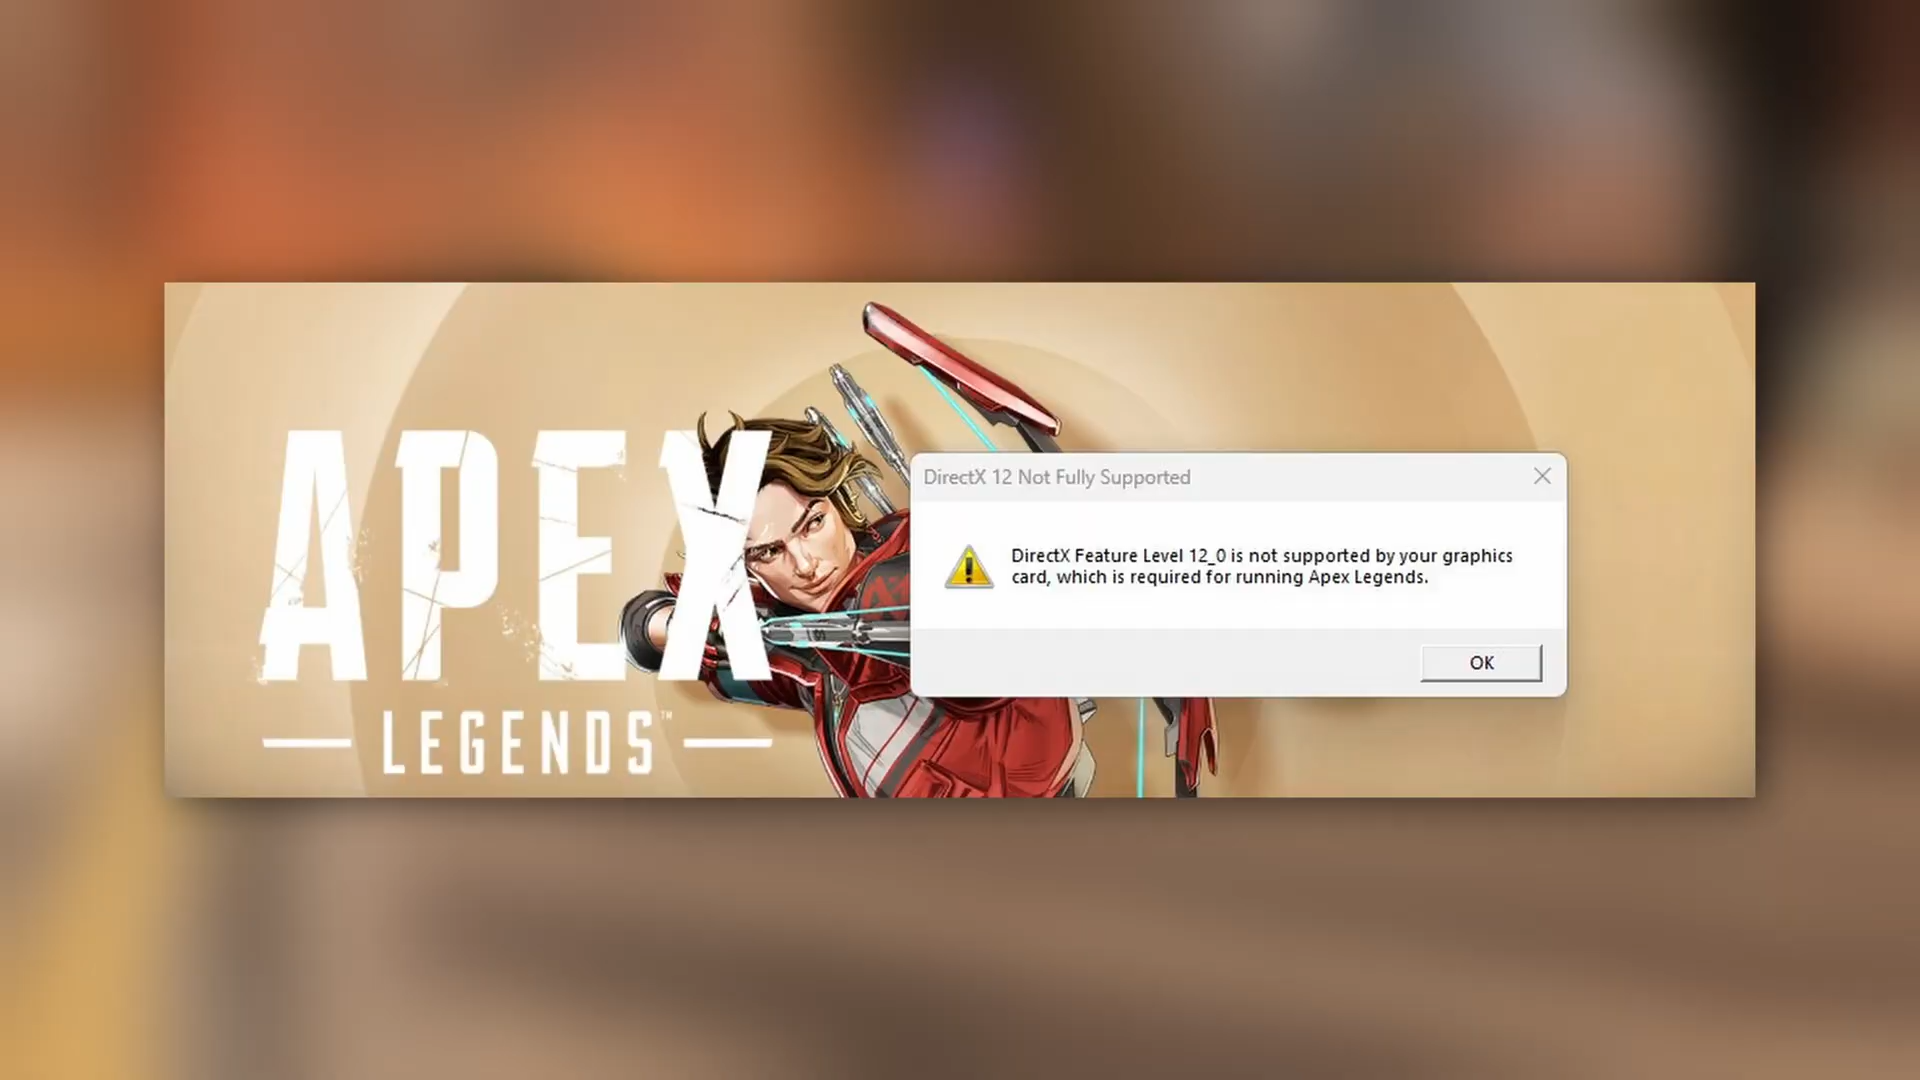 APEX
LEGENDS™
DirectX 12 Not Fully Supported
DirectX Feature Level 12_0 is not supported by your graphics
card, which is required for running Apex Legends.
OK